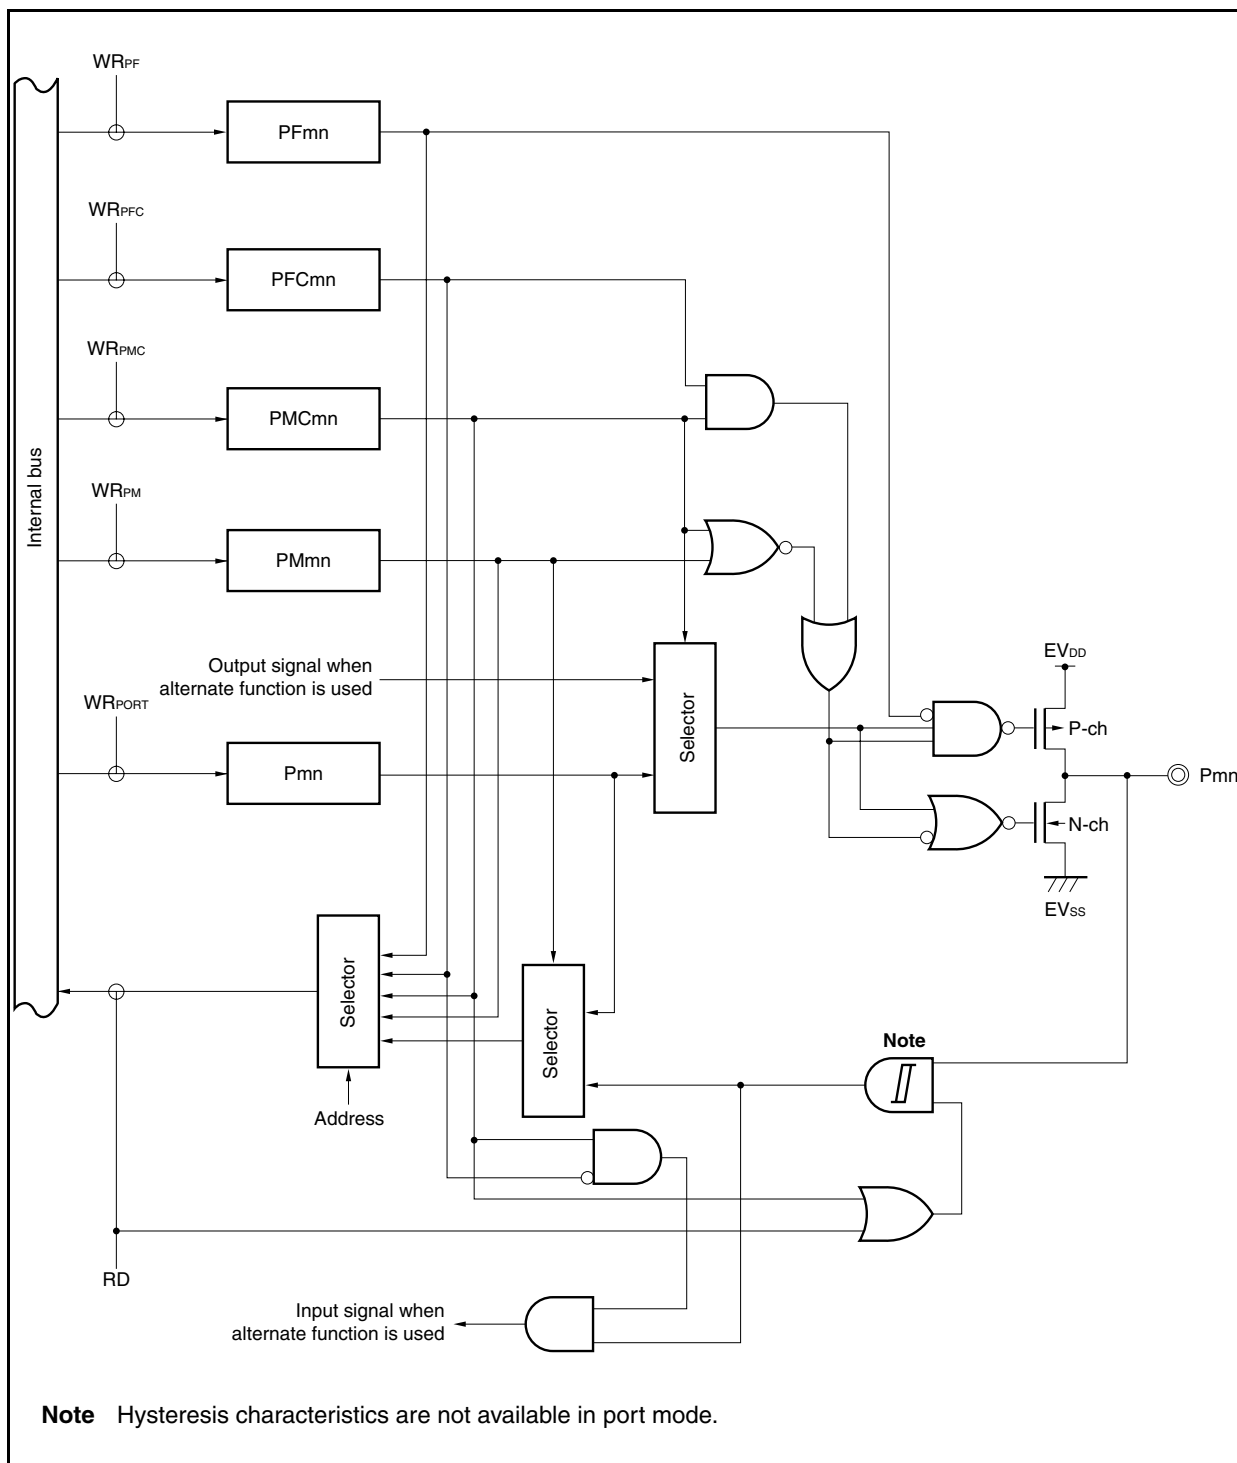 WRPF
PFmn
WRPFC
PFCmn
WRPMC
PMCmn
Internal bus
WRPM
PMmn
Output signal when
alternate function is used
WRPORT
Pmn
Selector
EVDD
P-ch
Pmn
N-ch
EVSS
Selector
Selector
Note
Address
RD
Input signal when
alternate function is used
Note Hysteresis characteristics are not available in port mode.